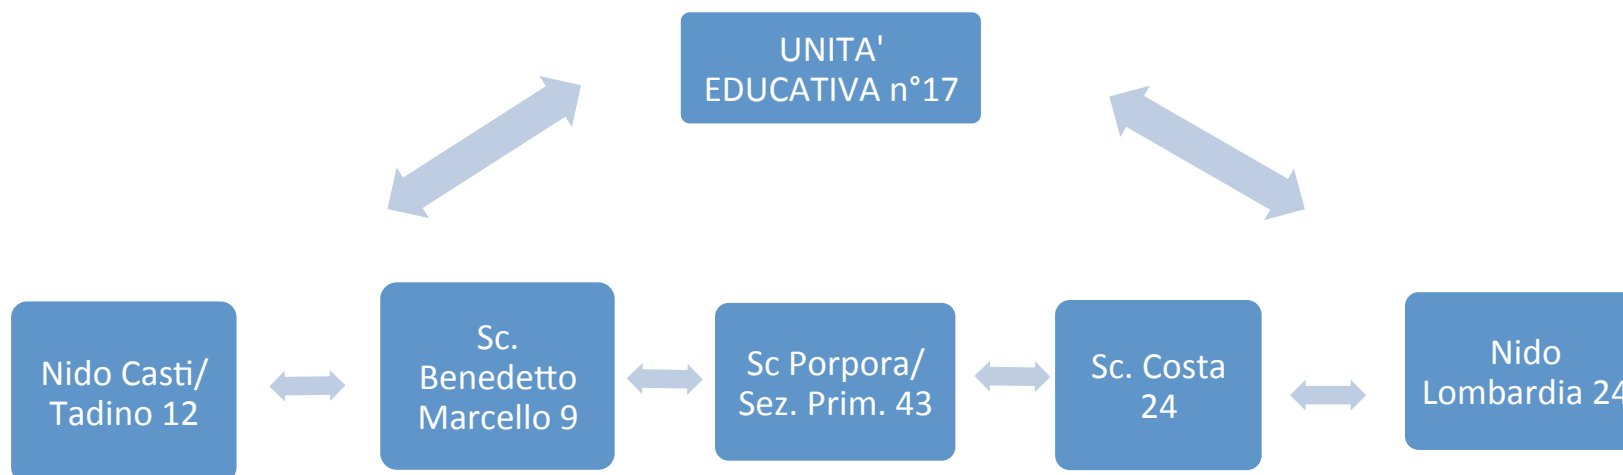 UNITA'
EDUCATIVA n°17
Nido Casti/
Tadino 12
Sc.
Benedetto
Marcello 9
Sc Porpora/
Sez. Prim. 43
Sc. Costa
24
Nido
Lombardia 24